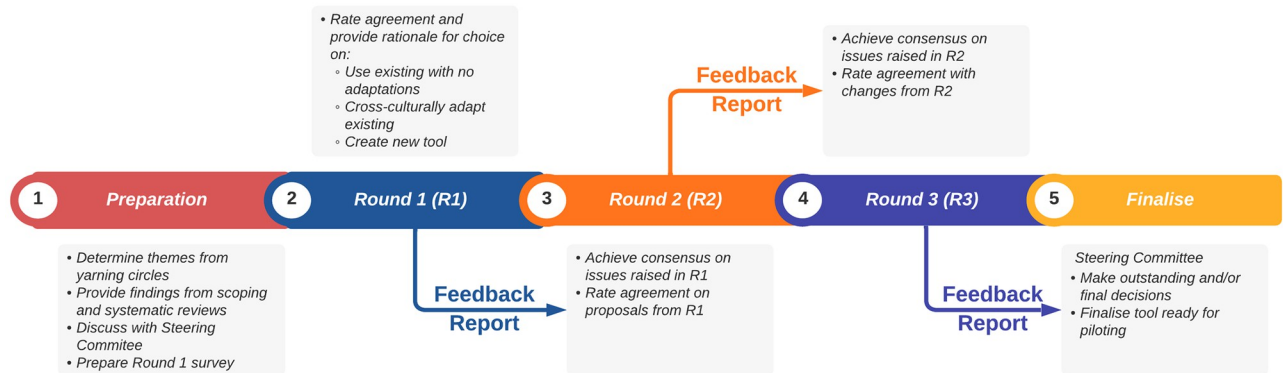 • Rate agreement and
provide rationale for choice
on:
◦ Use existing with no
adaptations
◦ Cross-culturally adapt
existing
◦ Create new tool
• Achieve consensus on
issues raised in R2
• Rate agreement with
changes from R2
Feedback
Report
1 Preparation
2 Round 1 (R1)
3 Round 2 (R2)
4 Round 3 (R3)
5 Finalise
• Determine themes from
yarning circles
• Provide findings from scoping
and systematic reviews
• Discuss with Steering
Commitee
• Prepare Round 1 survey
Feedback
Report
• Achieve consensus on
issues raised in R1
• Rate agreement on
proposals from R1
Feedback
Report
Steering Committee
• Make outstanding and/or
final decisions
• Finalise tool ready for
piloting